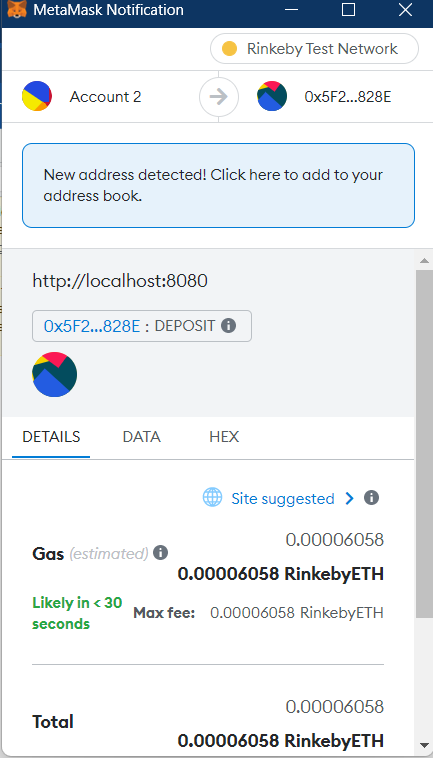 MetaMask Notification
Rinkeby Test Network
Account 2
0x5F2...828E
New address detected! Click here to add to your
address book.
http://localhost:8080
0x5F2...828E : DEPOSIT
DETAILS DATA HEX
Site suggested
0.00006058
Gas (estimated)
0.00006058 RinkebyETH
Likely in < 30
seconds
Max fee: 0.00006058 RinkebyETH
0.00006058
Total
0.00006058 RinkebyETH